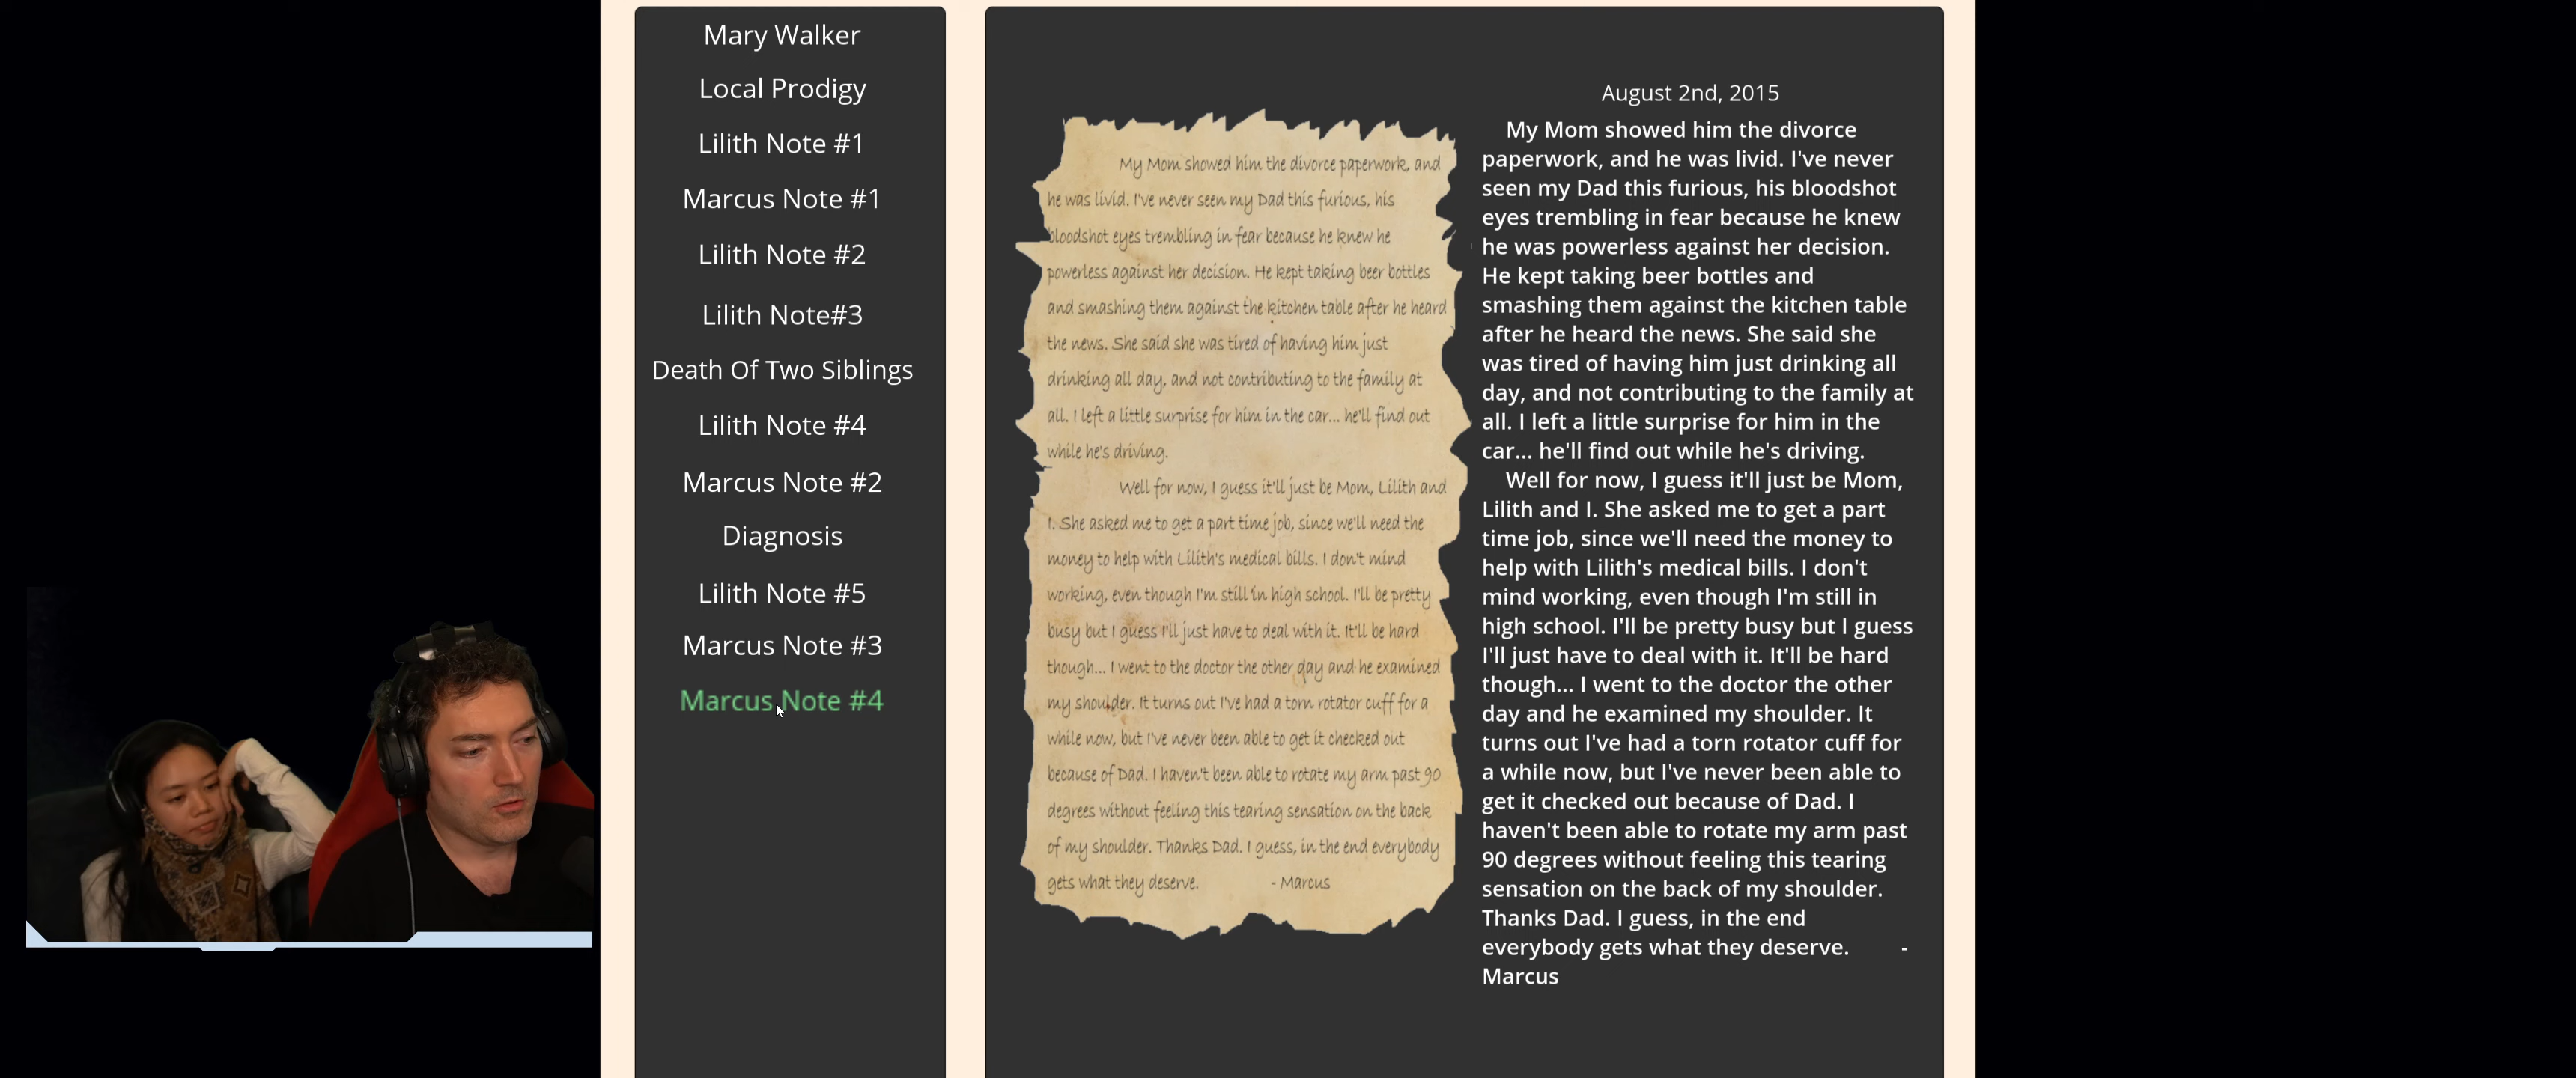 Mary Walker
Local Prodigy
Lilith Note #1
Marcus Note #1
Lilith Note #2
Lilith Note#3
Death Of Two Siblings
Lilith Note #4
Marcus Note #2
Diagnosis
Lilith Note #5
Marcus Note #3
Marcus Note #4
My Mom showed him the divorce paperwork, and
he was livid. I've never seen my Dad this furious, his
bloodshot eyes trembling in fear because he knew he
powerless against her decision. He kept taking beer bottles
and smashing them against the kitchen table after he heard
the news. She said she was tired of having him just
drinking all day, and not contributing to the family at
all. I left a little surprise for him in the car... he'll find out
while he's driving.
Well for now, I guess it'll just be Mom, Lilith and
I. She asked me to get a part time job, since we'll need the
money to help with Lilith's medical bills. I don't mind
working, even though I'm still in high school. I'll be pretty
busy but I guess I'll just have to deal with it. It'll be hard
though... I went to the doctor the other day and he examined
my shoulder. It turns out I've had a torn rotator cuff for a
while now, but I've never been able to get it checked out
because of Dad. I haven't been able to rotate my arm past 90
degrees without feeling this tearing sensation on the back
of my shoulder. Thanks Dad. I guess, in the end everybody
gets what they deserve. - Marcus
August 2nd, 2015
My Mom showed him the divorce
paperwork, and he was livid. I've never
seen my Dad this furious, his bloodshot
eyes trembling in fear because he knew
he was powerless against her decision.
He kept taking beer bottles and
smashing them against the kitchen table
after he heard the news. She said she
was tired of having him just drinking all
day, and not contributing to the family at
all. I left a little surprise for him in the
car... he'll find out while he's driving.
Well for now, I guess it'll just be Mom,
Lilith and I. She asked me to get a part
time job, since we'll need the money to
help with Lilith's medical bills. I don't
mind working, even though I'm still in
high school. I'll be pretty busy but I guess
I'll just have to deal with it. It'll be hard
though... I went to the doctor the other
day and he examined my shoulder. It
turns out I've had a torn rotator cuff for
a while now, but I've never been able to
get it checked out because of Dad. I
haven't been able to rotate my arm past
90 degrees without feeling this tearing
sensation on the back of my shoulder.
Thanks Dad. I guess, in the end
everybody gets what they deserve. -
Marcus